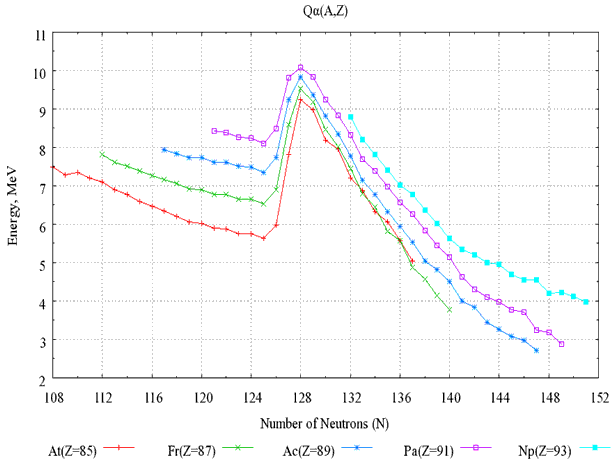 Qα(A,Z)
11
10
9
8
7
6
5
4
3
2
Energy, MeV
108 112 116 120 124 128 132 136 140 144 148 152
Number of Neutrons (N)
At(Z=85) Fr(Z=87) Ac(Z=89) Pa(Z=91) Np(Z=93)